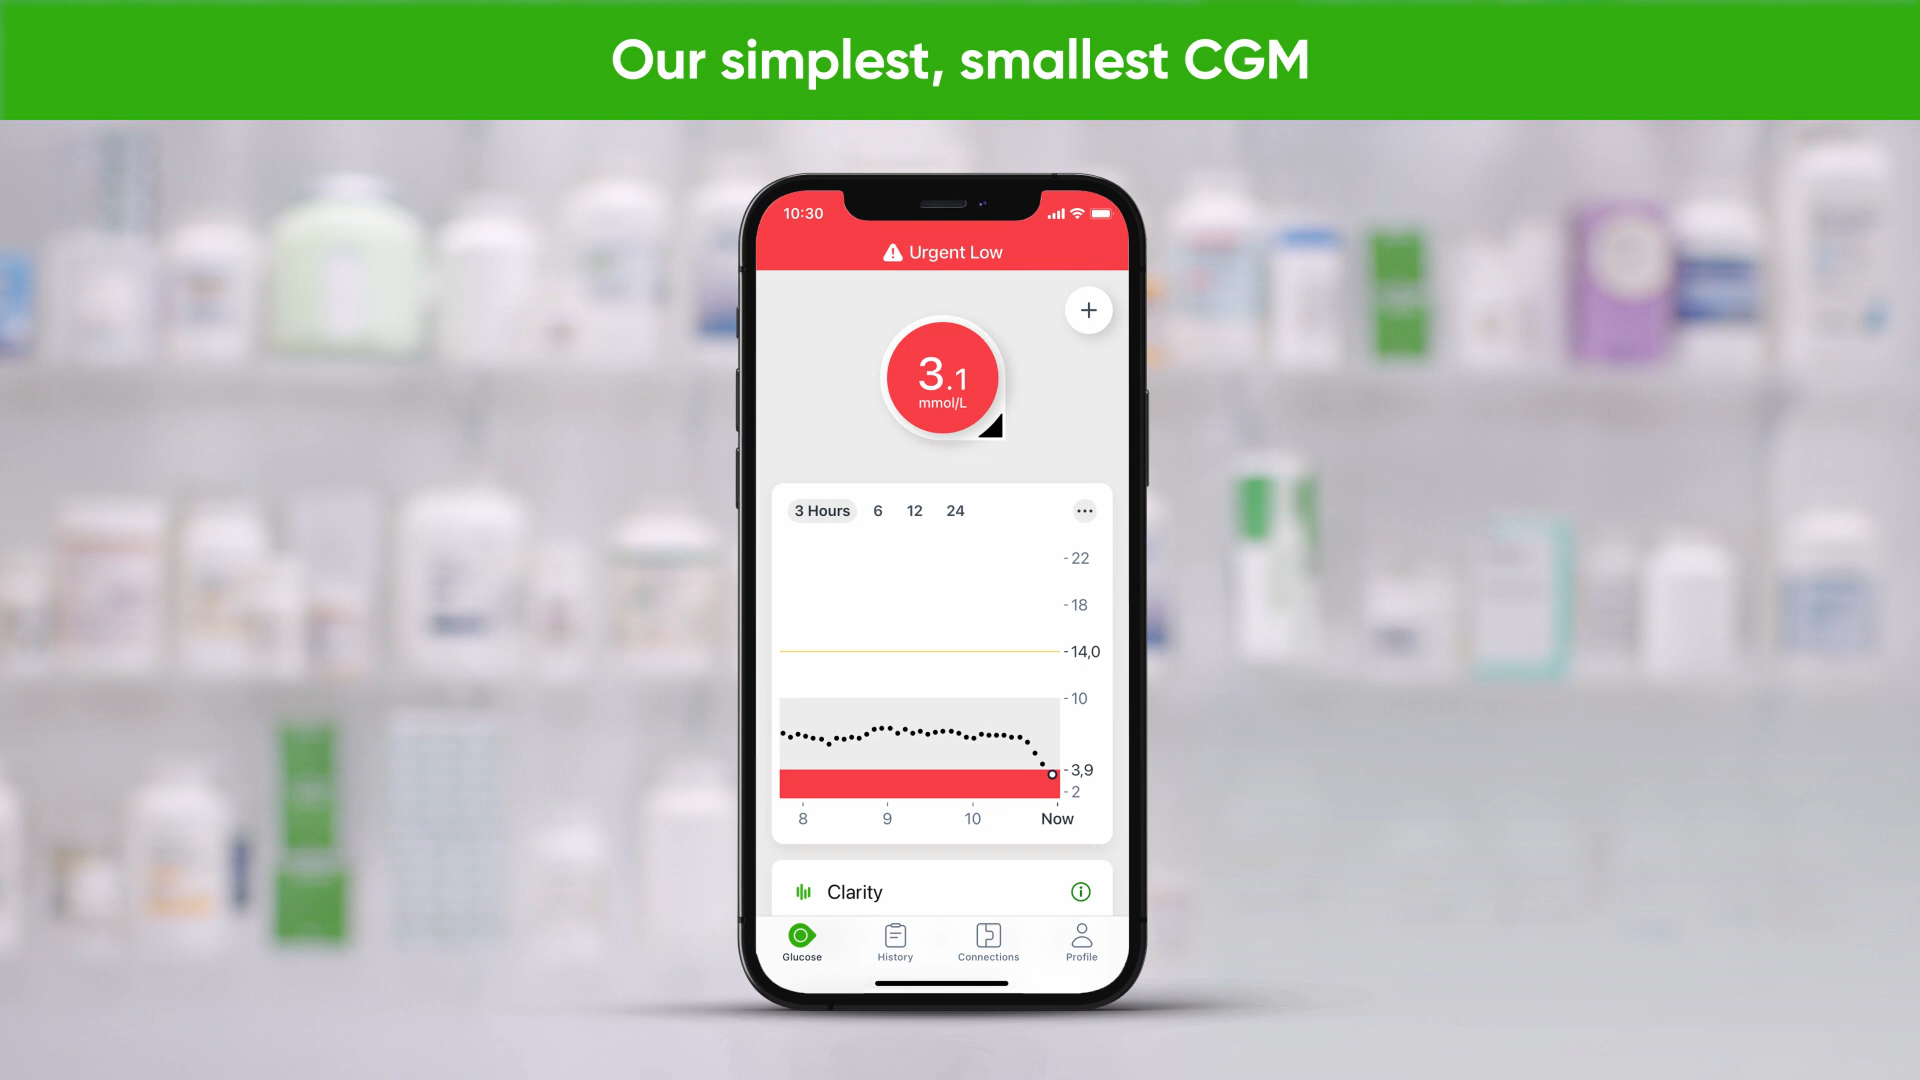 Our simplest, smallest CGM
10:30
Urgent Low
+
3.1
mmol/L
3 Hours 6 12 24
-22
-18
-14,0
-10
-3,9
-2
8 9 10 Now
Clarity
Glucose History Connections Profile